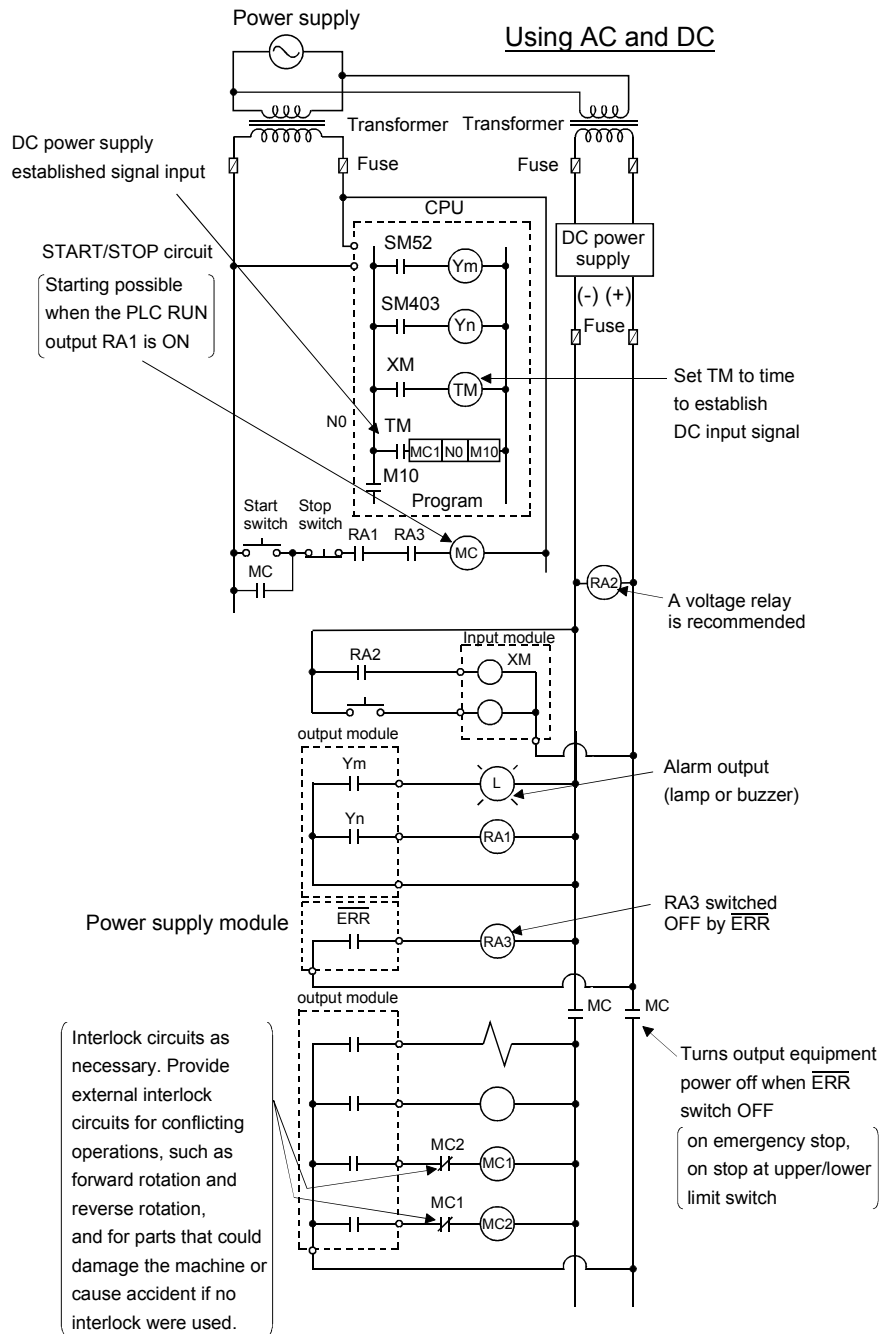 Power supply
Using AC and DC
Transformer
Transformer
DC power supply
established signal input
Fuse
Fuse
CPU
START/STOP circuit
Starting possible
when the PLC RUN
output RA1 is ON
SM52
Ym
DC power
supply
(-) (+)
SM403
Yn
Fuse
XM
TM
Set TM to time
to establish
DC input signal
N0
TM
MC1 N0 M10
M10
Program
Start
switch
Stop
switch
RA1
RA3
MC
MC
RA2
A voltage relay
is recommended
Input module
RA2
XM
output module
Ym
L
Alarm output
(lamp or buzzer)
Yn
RA1
Power supply module
ERR
RA3
RA3 switched
OFF by ERR
output module
MC
MC
Interlock circuits as
necessary. Provide
external interlock
circuits for conflicting
operations, such as
forward rotation and
reverse rotation,
and for parts that could
damage the machine or
cause accident if no
interlock were used.
Turns output equipment
power off when ERR
switch OFF
on emergency stop,
on stop at upper/lower
limit switch
MC2
MC1
MC1
MC2